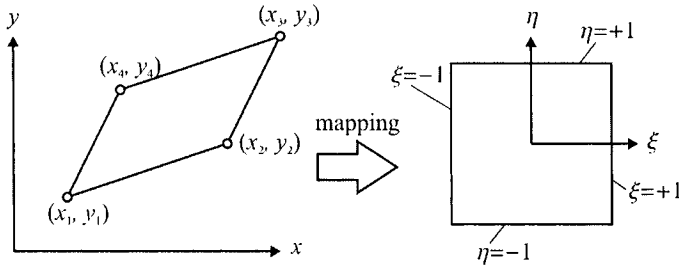 y
(x₃, y₃)
(x₄, y₄)
(x₂, y₂)
(x₁, y₁)
x
mapping
η
η=+1
ξ=−1
ξ
ξ=+1
η=−1